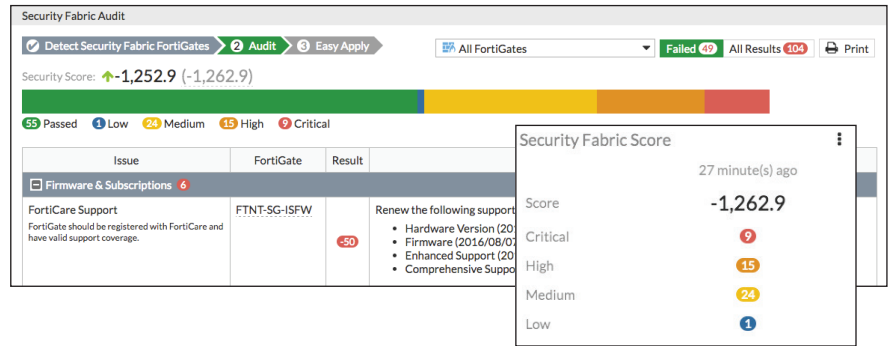 Security Fabric Audit
Detect Security Fabric FortiGates 2 Audit 3 Easy Apply All FortiGates Failed 49 All Results 104 Print
Security Score: -1,252.9 (-1,262.9)
55 Passed 1 Low 24 Medium 15 High 9 Critical
Issue FortiGate Result
Firmware & Subscriptions 6
FortiCare Support FTNT-SG-ISFW Renew the following support
FortiGate should be registered with FortiCare and
have valid support coverage.
-50
• Hardware Version (20
• Firmware (2016/08/07
• Enhanced Support (20
• Comprehensive Suppo
Security Fabric Score
27 minute(s) ago
Score -1,262.9
Critical 9
High 15
Medium 24
Low 1